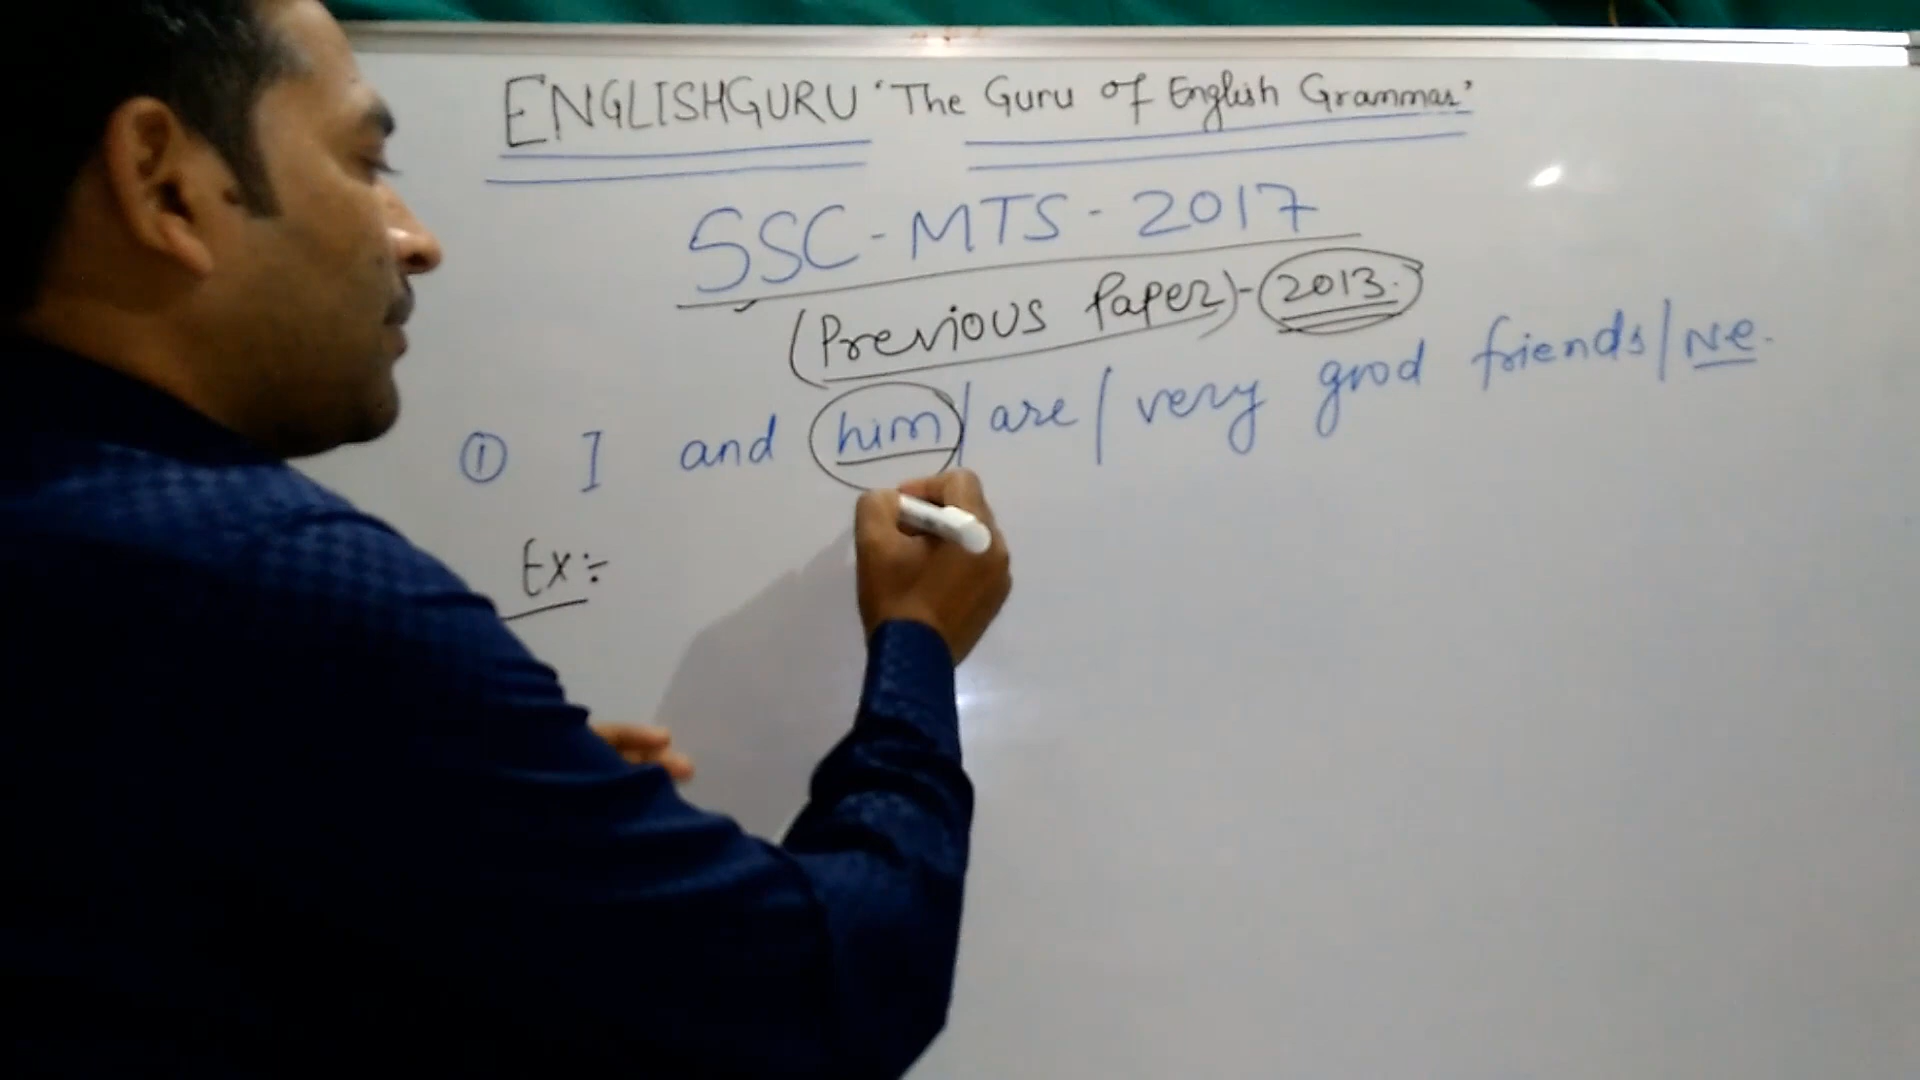 ENGLISHGURU 'The Guru of English Grammar'
SSC-MTS-2017
(Previous Paper)-2013.
① I and him/are/very good friends/NE.
Ex:-